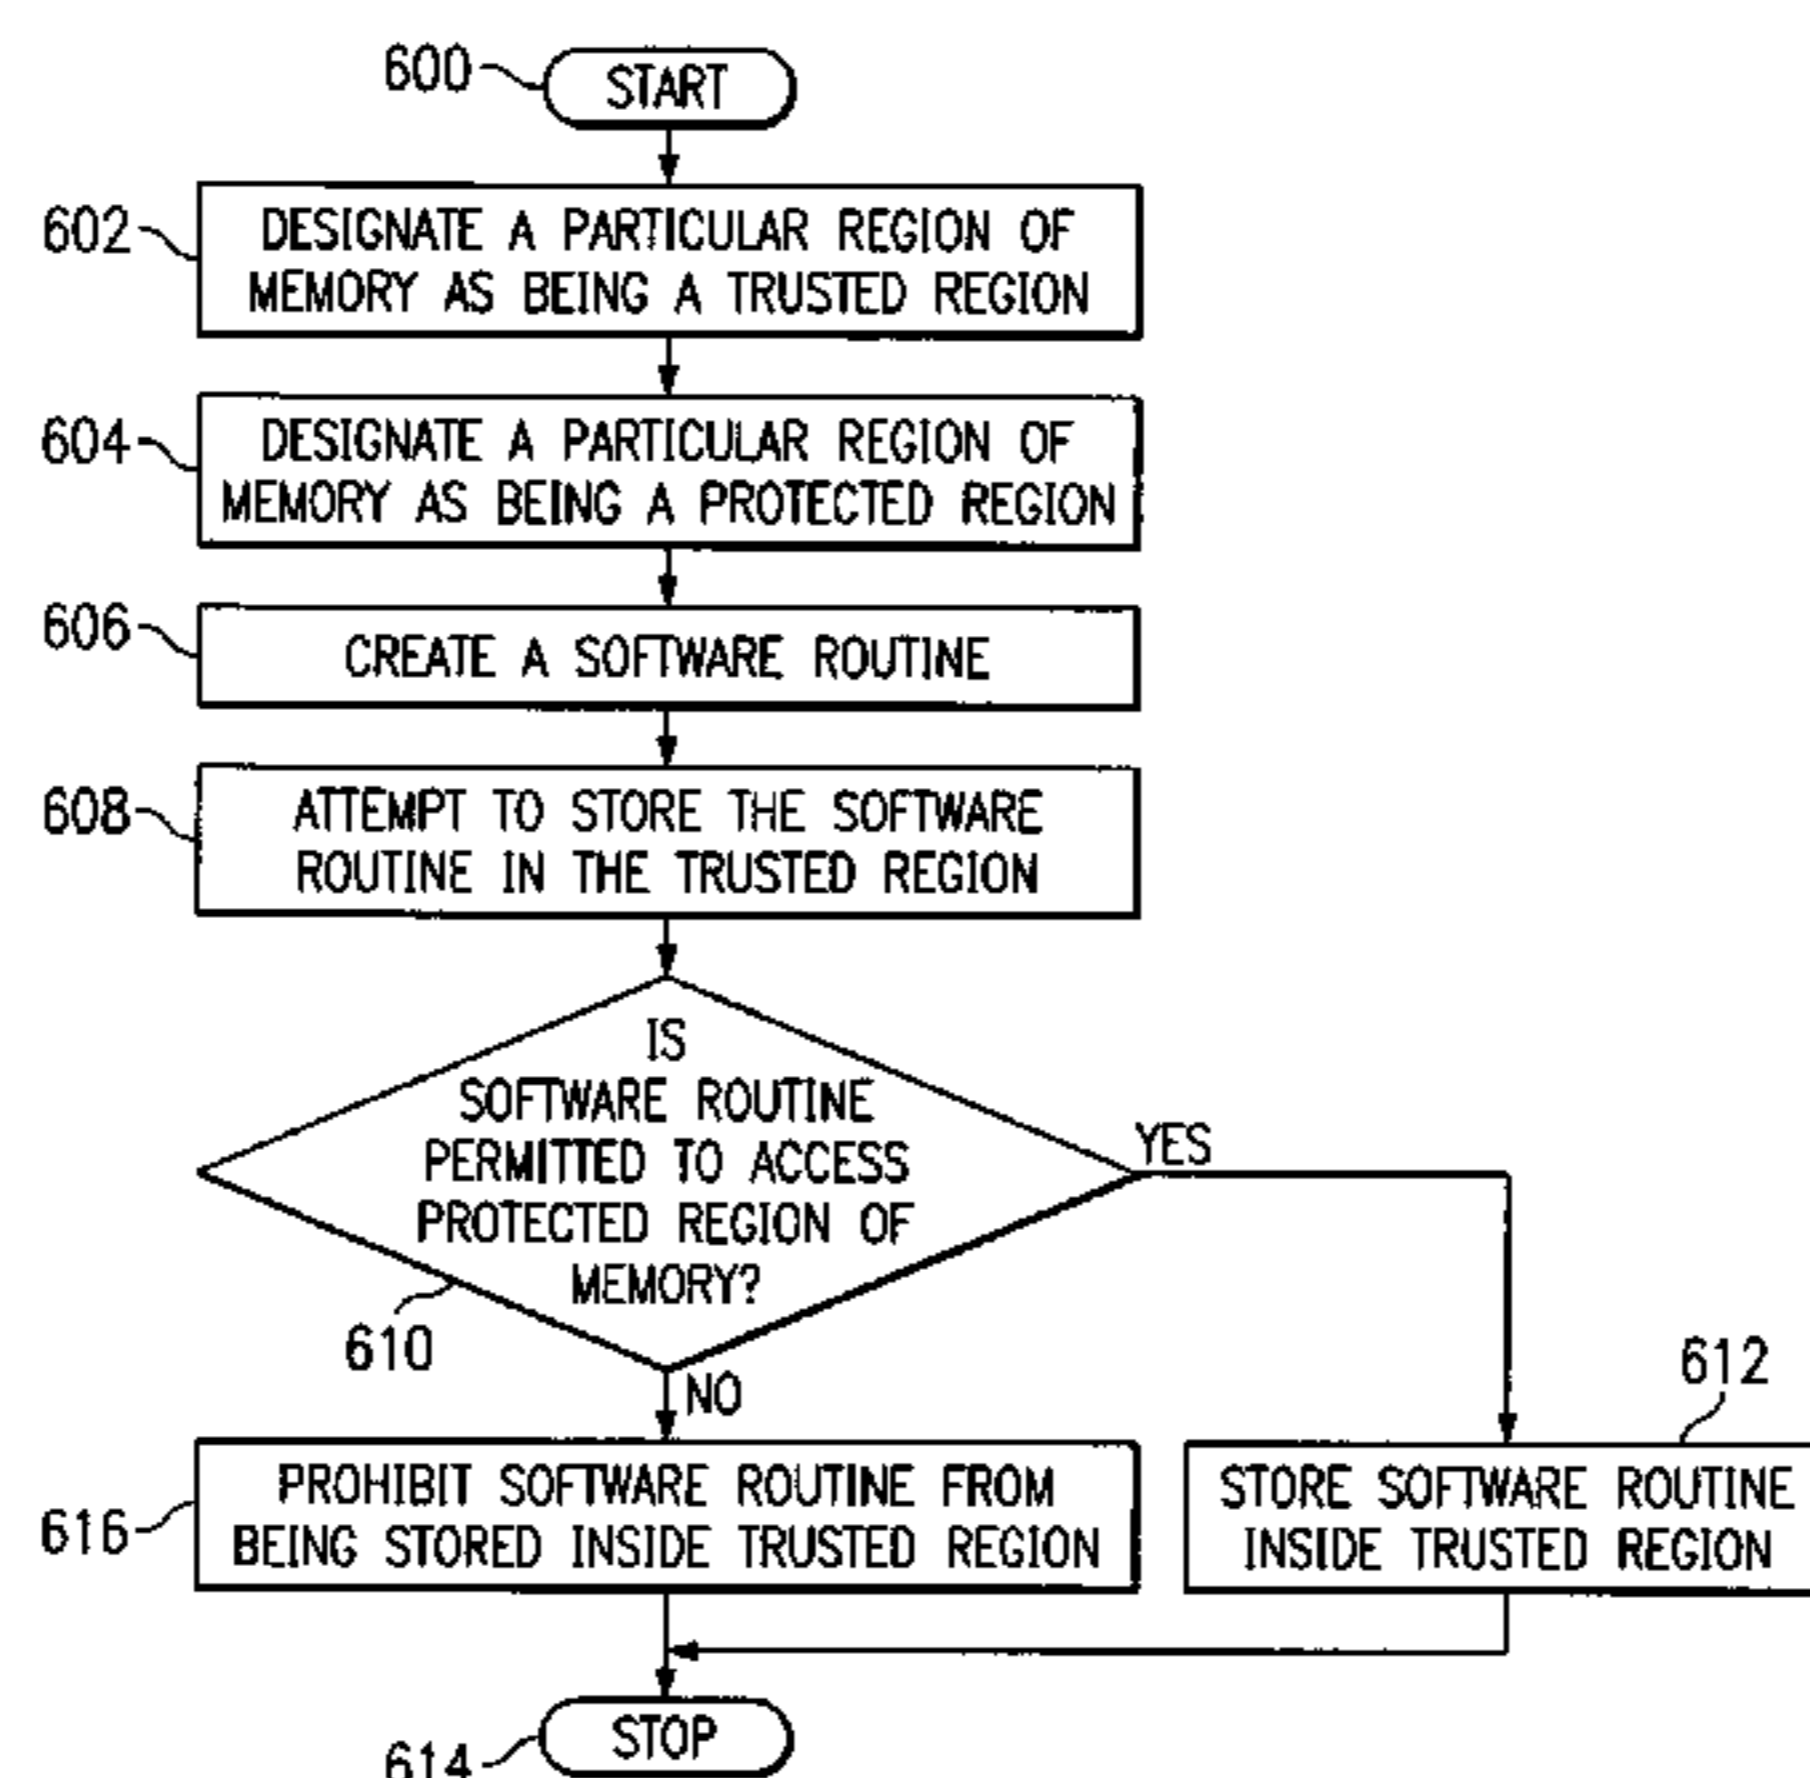 600
START
602
DESIGNATE A PARTICULAR REGION OF
MEMORY AS BEING A TRUSTED REGION
604
DESIGNATE A PARTICULAR REGION OF
MEMORY AS BEING A PROTECTED REGION
606
CREATE A SOFTWARE ROUTINE
608
ATTEMPT TO STORE THE SOFTWARE
ROUTINE IN THE TRUSTED REGION
IS
SOFTWARE ROUTINE
PERMITTED TO ACCESS
PROTECTED REGION OF
MEMORY?
YES
610
NO
612
616
PROHIBIT SOFTWARE ROUTINE FROM
BEING STORED INSIDE TRUSTED REGION
STORE SOFTWARE ROUTINE
INSIDE TRUSTED REGION
STOP
614